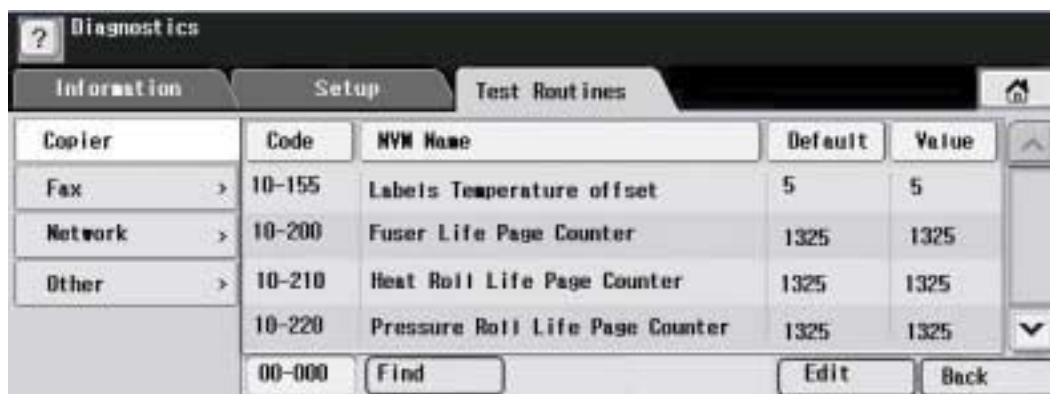 ? Diagnostics
Information Setup Test Routines
Copier Code NVM Name Default Value
Fax > 10-155 Labels Temperature offset 5 5
Network > 10-200 Fuser Life Page Counter 1325 1325
Other > 10-210 Heat Roll Life Page Counter 1325 1325
10-220 Pressure Roll Life Page Counter 1325 1325
00-000 Find Edit Back